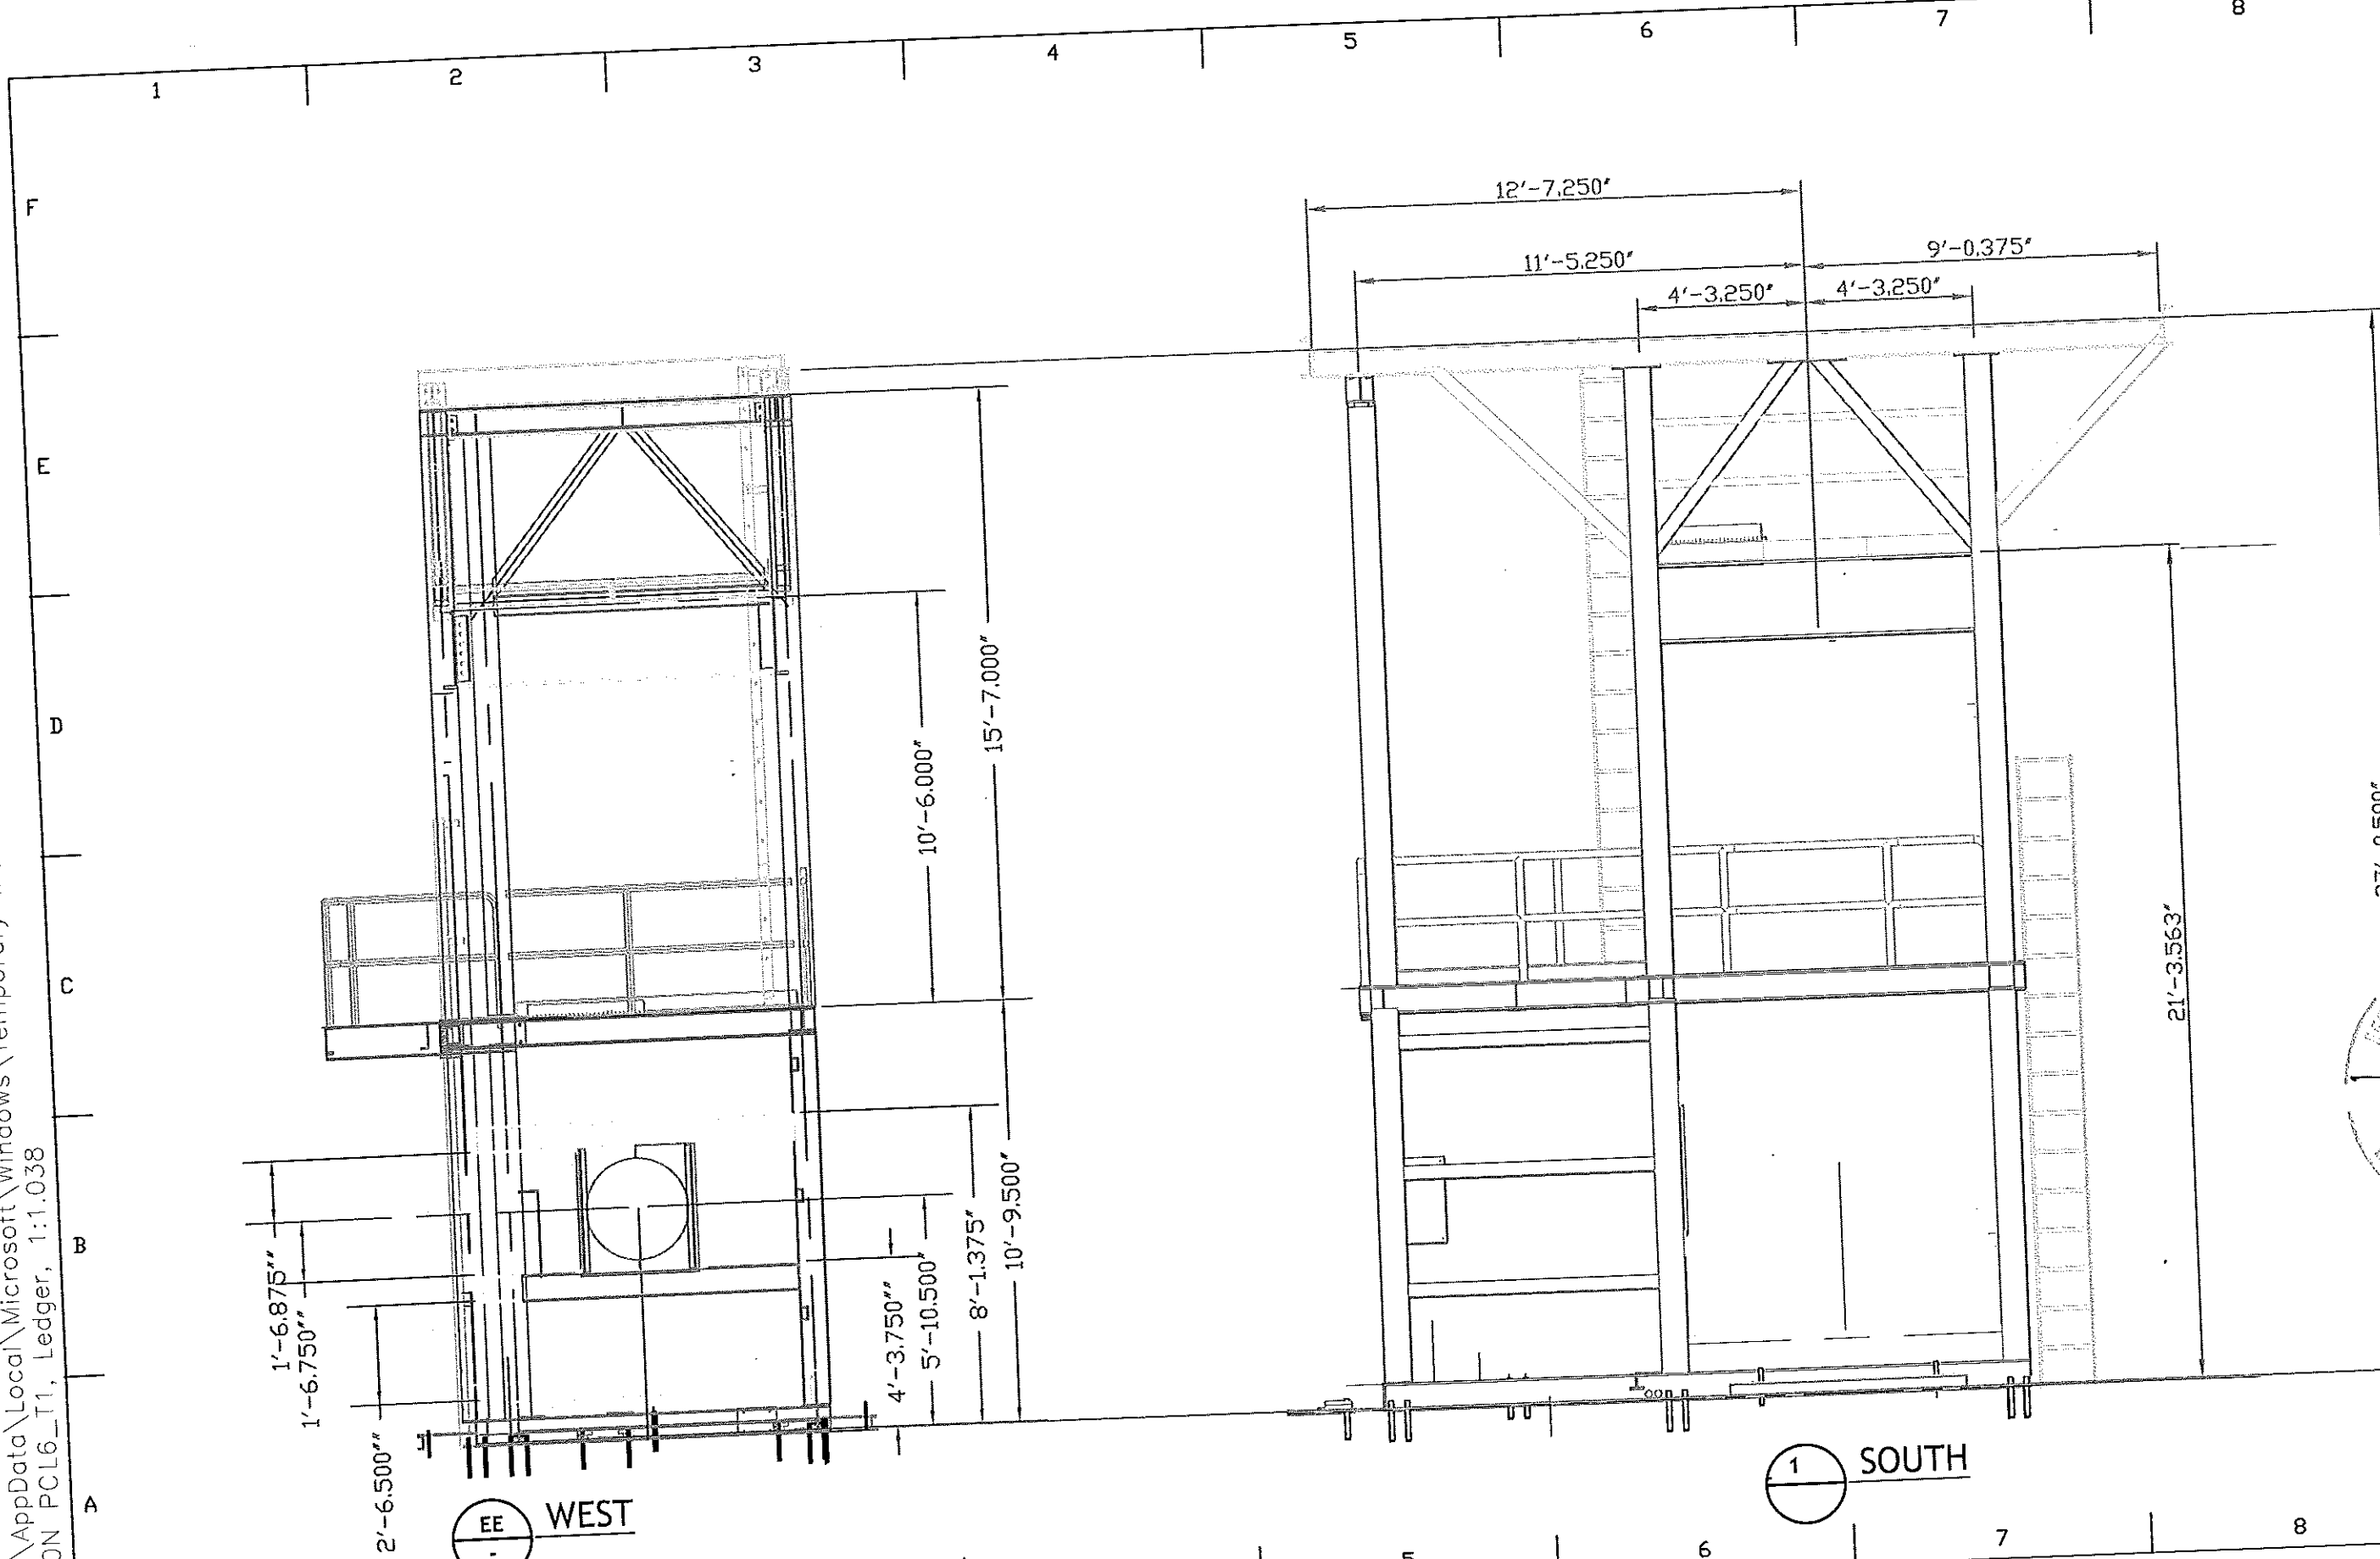 1 2 3 4 5 6 7 8
F
E
D
C
B
A
12'-7.250"
11'-5.250"
9'-0.375"
4'-3.250" 4'-3.250"
15'-7.000"
10'-6.000"
21'-3.563"
1'-6.875""
1'-6.750""
2'-6.500""
4'-3.750""
5'-10.500"
8'-1.375"
10'-9.500"
EE
-
WEST
1
SOUTH
6 7 8
\AppData\Local\Microsoft\Windows\Temporary
ON PCL6_T1, Ledger, 1:1.038